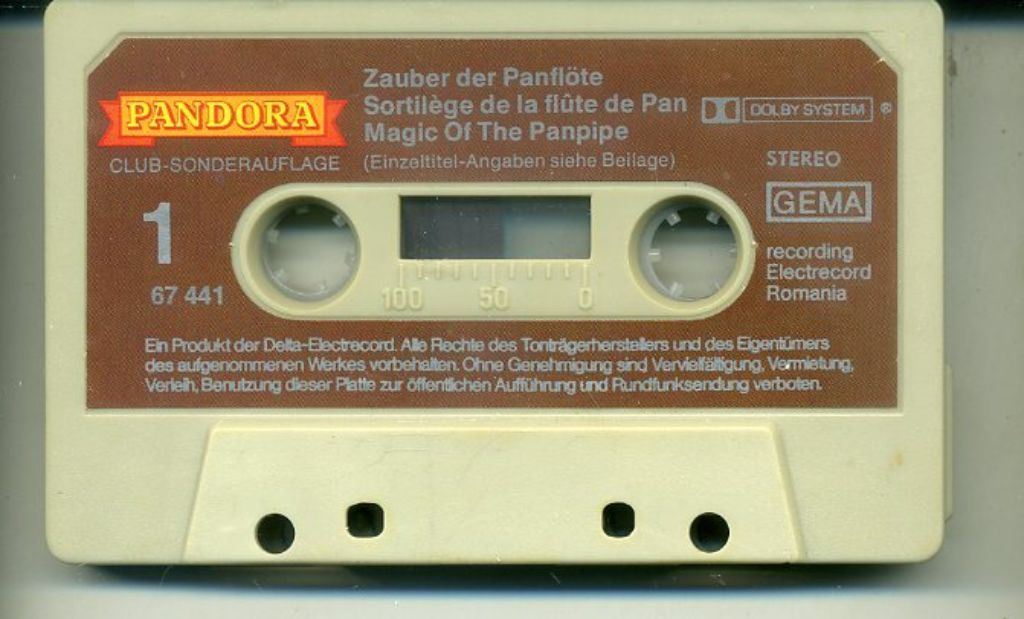 PANDORA
CLUB-SONDERAUFLAGE
Zauber der Panflöte
Sortilège de la flûte de Pan
Magic Of The Panpipe
(Einzeltitel-Angaben siehe Beilage)
DOLBY SYSTEM ®
STEREO
GEMA
1
67 441
recording
Electrecord
Romania
100 50 0
Ein Produkt der Delta-Electrecord. Alle Rechte des Tonträgerherstellers und des Eigentümers
des aufgenommenen Werkes vorbehalten. Ohne Genehmigung sind Vervielfältigung, Vermietung,
Verleih, Benutzung dieser Platte zur öffentlichen Aufführung und Rundfunksendung verboten.